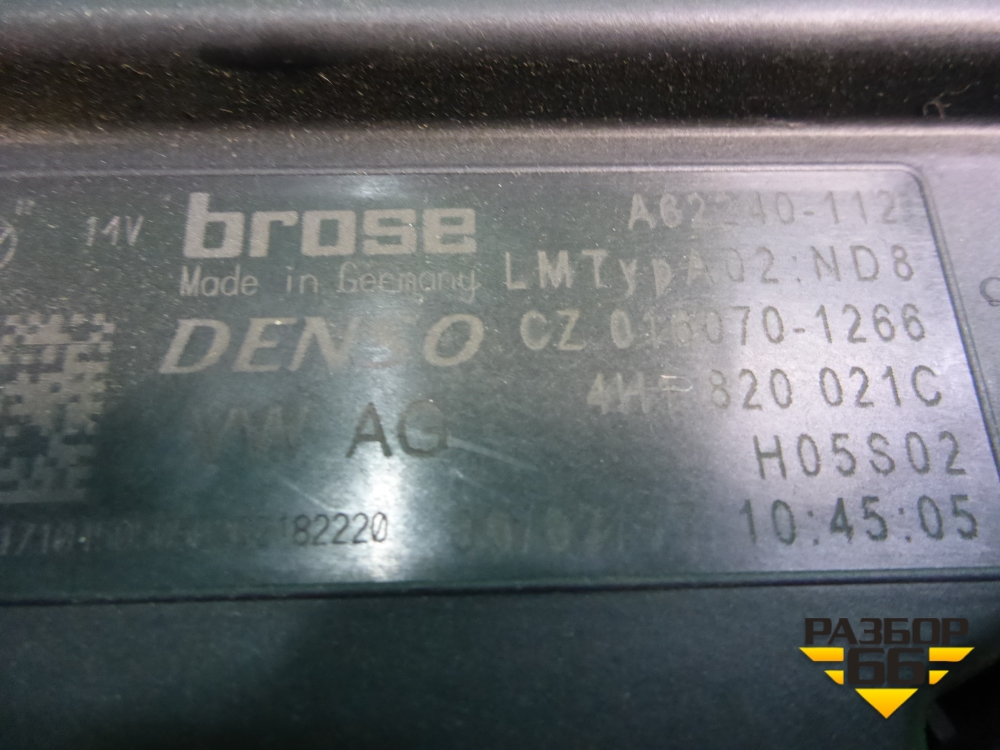 14V brose A62240-112
Made in Germany LMTypA02:ND8
DENSO CZ 016070-1266
820 021C
VW AG
H05S02
10:45:05
РАЗБОР
66